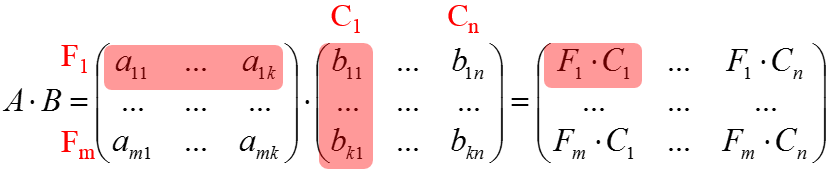 C₁ Cₙ
F₁ ( a₁₁ ... a₁ₖ ) ( b₁₁ ... b₁ₙ ) ( F₁ · C₁ ... F₁ · Cₙ )
A · B = ( ... ... ... ) · ( ... ... ... ) = ( ... ... ... )
Fₘ ( aₘ₁ ... aₘₖ ) ( bₖ₁ ... bₖₙ ) ( Fₘ · C₁ ... Fₘ · Cₙ )